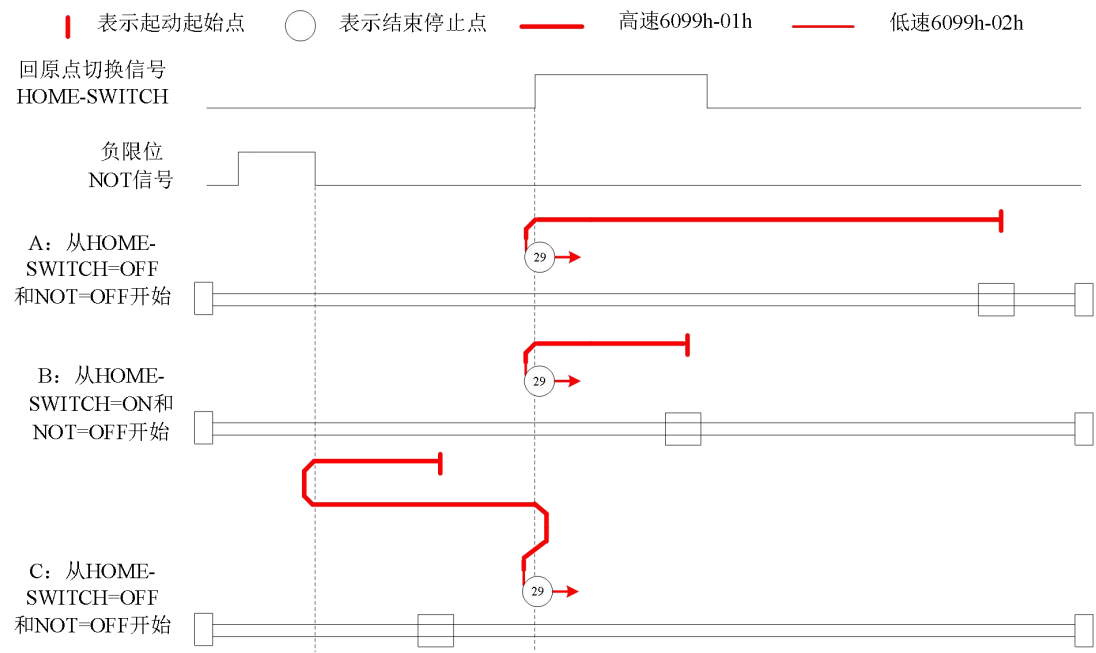 表示起动起始点 表示结束停止点 高速6099h-01h 低速6099h-02h
回原点切换信号
HOME-SWITCH
负限位
NOT信号
A：从HOME-
SWITCH=OFF
和NOT=OFF开始
29
B：从HOME-
SWITCH=ON和
NOT=OFF开始
29
C：从HOME-
SWITCH=OFF
和NOT=OFF开始
29